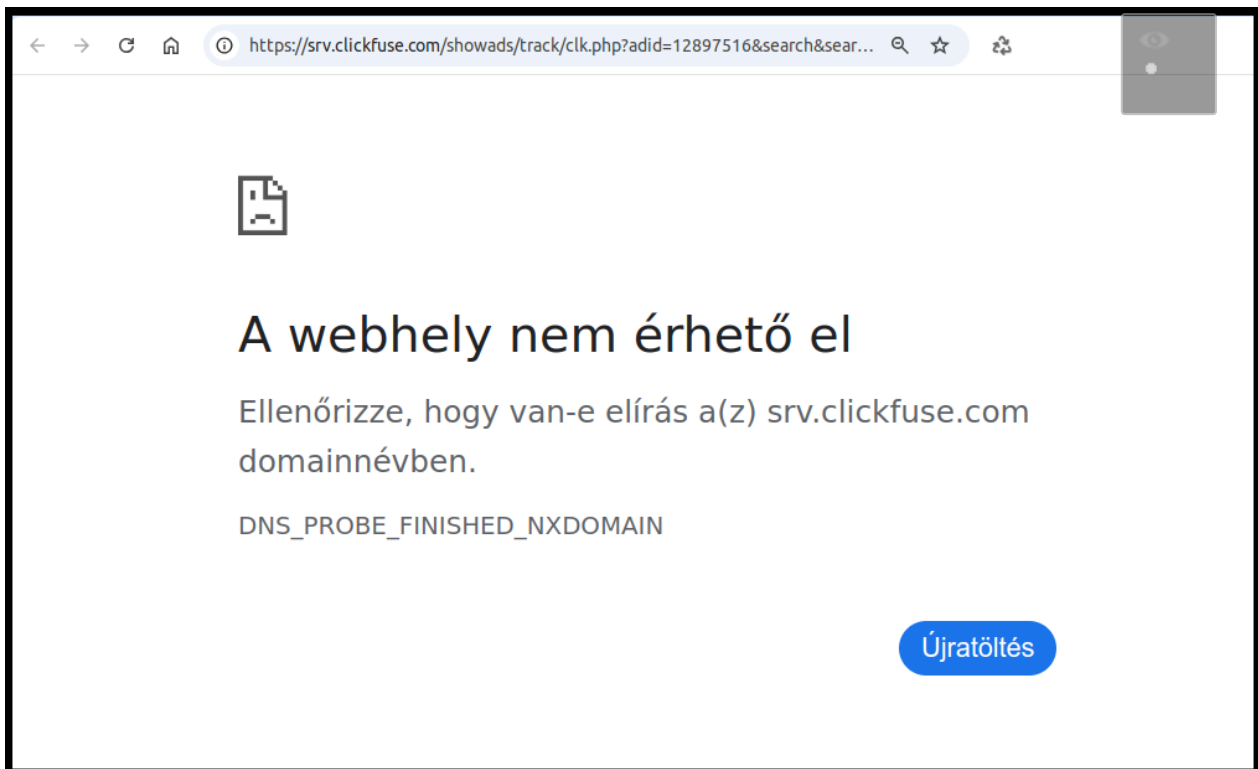 https://srv.clickfuse.com/showads/track/clk.php?adid=12897516&search&sear...
A webhely nem érhető el
Ellenőrizze, hogy van-e elírás a(z) srv.clickfuse.com
domainnévben.
DNS_PROBE_FINISHED_NXDOMAIN
Újratöltés